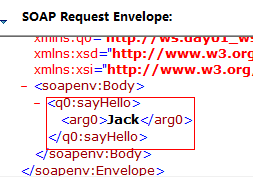 SOAP Request Envelope:
xmlns:q0="http://ws.day01_ws
xmlns:xsd="http://www.w3.org
xmlns:xsi="http://www.w3.org/
- <soapenv:Body>
- <q0:sayHello>
<arg0>Jack</arg0>
</q0:sayHello>
</soapenv:Body>
</soapenv:Envelope>